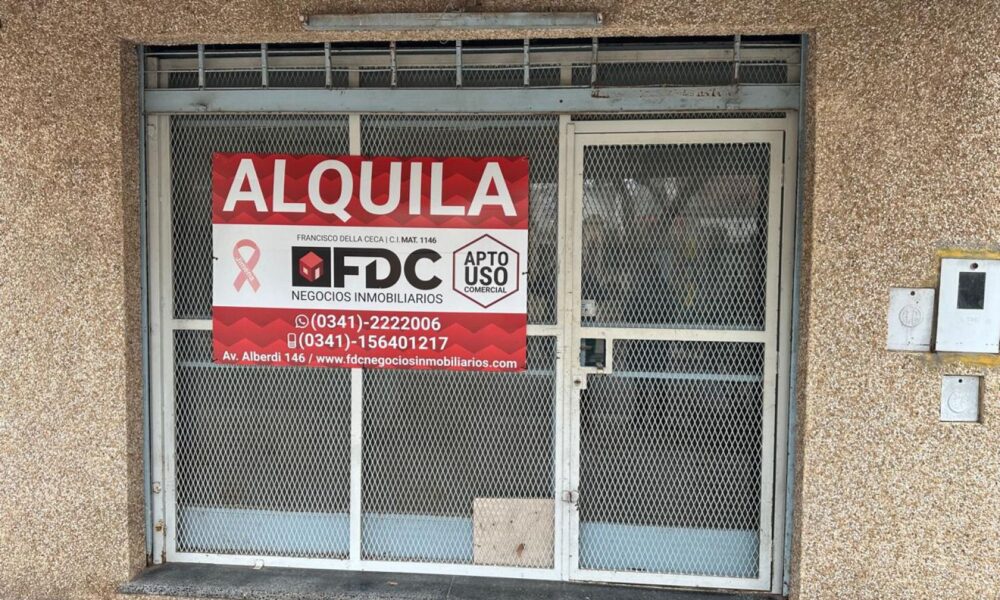 ALQUILA
FRANCISCO DELLA CECA | C.I. MAT. 1146
FDC
NEGOCIOS INMOBILIARIOS
APTO
USO
COMERCIAL
(0341)-2222006
(0341)-156401217
Av. Alberdi 146 / www.fdcnegociosinmobiliarios.com